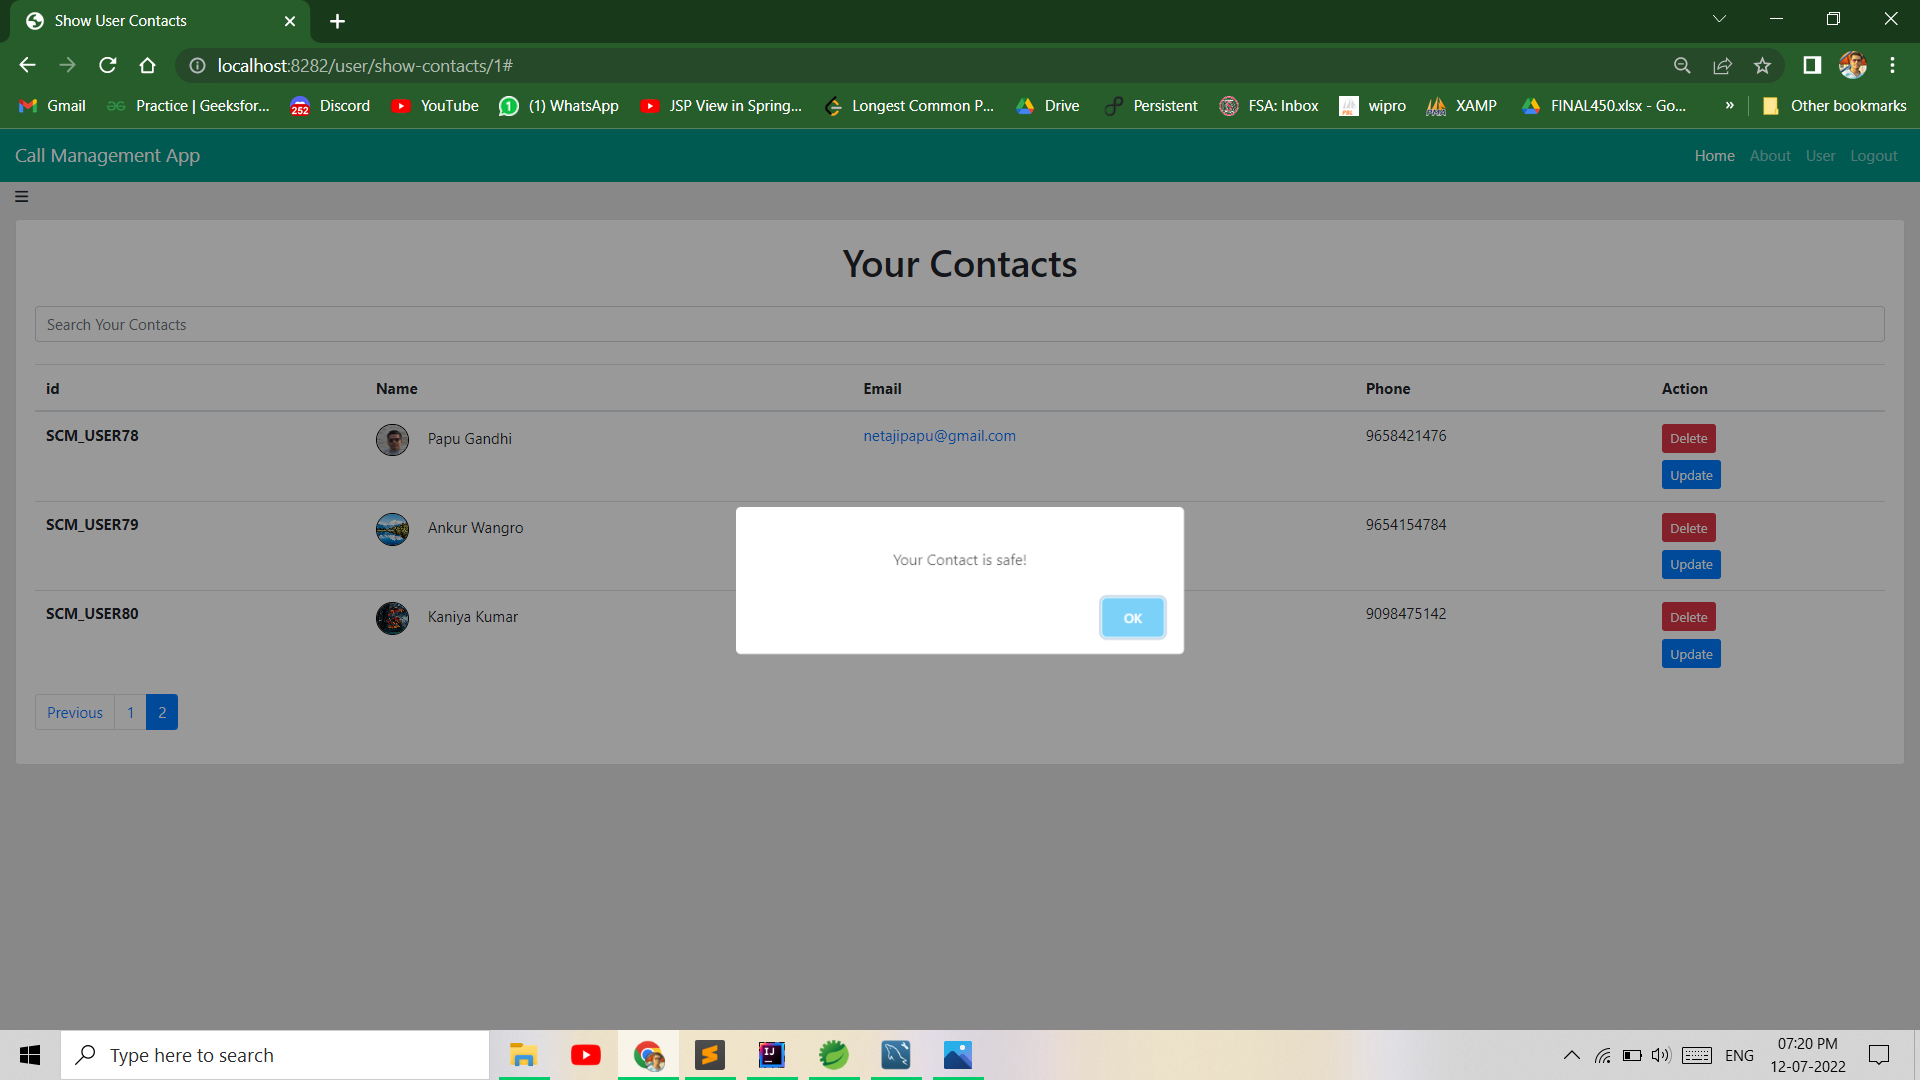 Show User Contacts
localhost:8282/user/show-contacts/1#
Gmail
Practice | Geeksfor...
252
Discord
YouTube
1
(1) WhatsApp
JSP View in Spring...
Longest Common P...
Drive
Persistent
FSA: Inbox
wipro
XAMP
FINAL450.xlsx - Go...
»
Other bookmarks
Call Management App
Home
About
User
Logout
Your Contacts
Search Your Contacts
id Name Email Phone Action
SCM_USER78 Papu Gandhi netajipapu@gmail.com 9658421476 Delete
Update
SCM_USER79 Ankur Wangro 9654154784 Delete
Update
Your Contact is safe!
OK
SCM_USER80 Kaniya Kumar 9098475142 Delete
Update
Previous 1 2
Type here to search
IJ
ENG
07:20 PM
12-07-2022